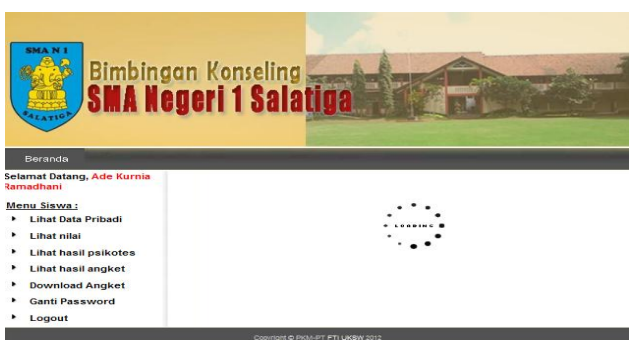 SMA N 1
SALATIGA
Bimbingan Konseling
SMA Negeri 1 Salatiga
Beranda
Selamat Datang, Ade Kurnia
Ramadhani
Menu Siswa :
Lihat Data Pribadi
Lihat nilai
Lihat hasil psikotes
Lihat hasil angket
Download Angket
Ganti Password
Logout
LOADING
Copyright © PKM-PT FTI UKSW 2012